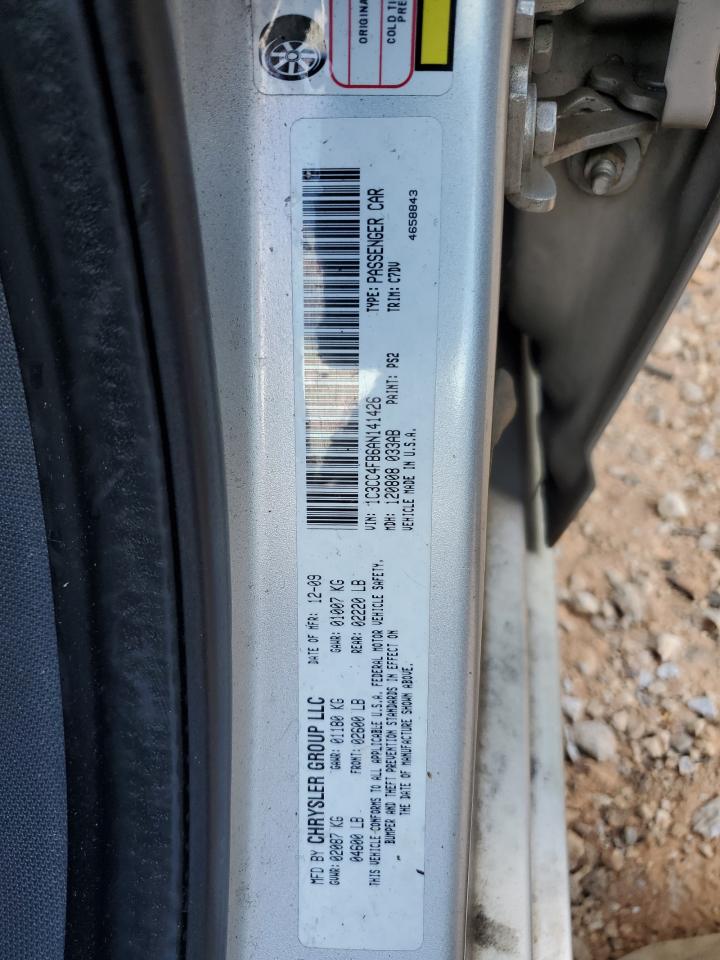 ORIGINA
COLD TI
PRE
MFD BY CHRYSLER GROUP LLC DATE OF MFR: 12-09
GVWR: 02087 KG GAWR: 01180 KG GAWR: 01007 KG
04600 LB FRONT: 02600 LB REAR: 02220 LB
THIS VEHICLE CONFORMS TO ALL APPLICABLE U.S.A. FEDERAL MOTOR VEHICLE SAFETY,
BUMPER AND THEFT PREVENTION STANDARDS IN EFFECT ON
THE DATE OF MANUFACTURE SHOWN ABOVE.
VIN: 1C3CC4FB6AN141426 TYPE: PASSENGER CAR
MDH: 120808 033AB PAINT: PS2 TRIM: C7DV
VEHICLE MADE IN U.S.A. 4658843